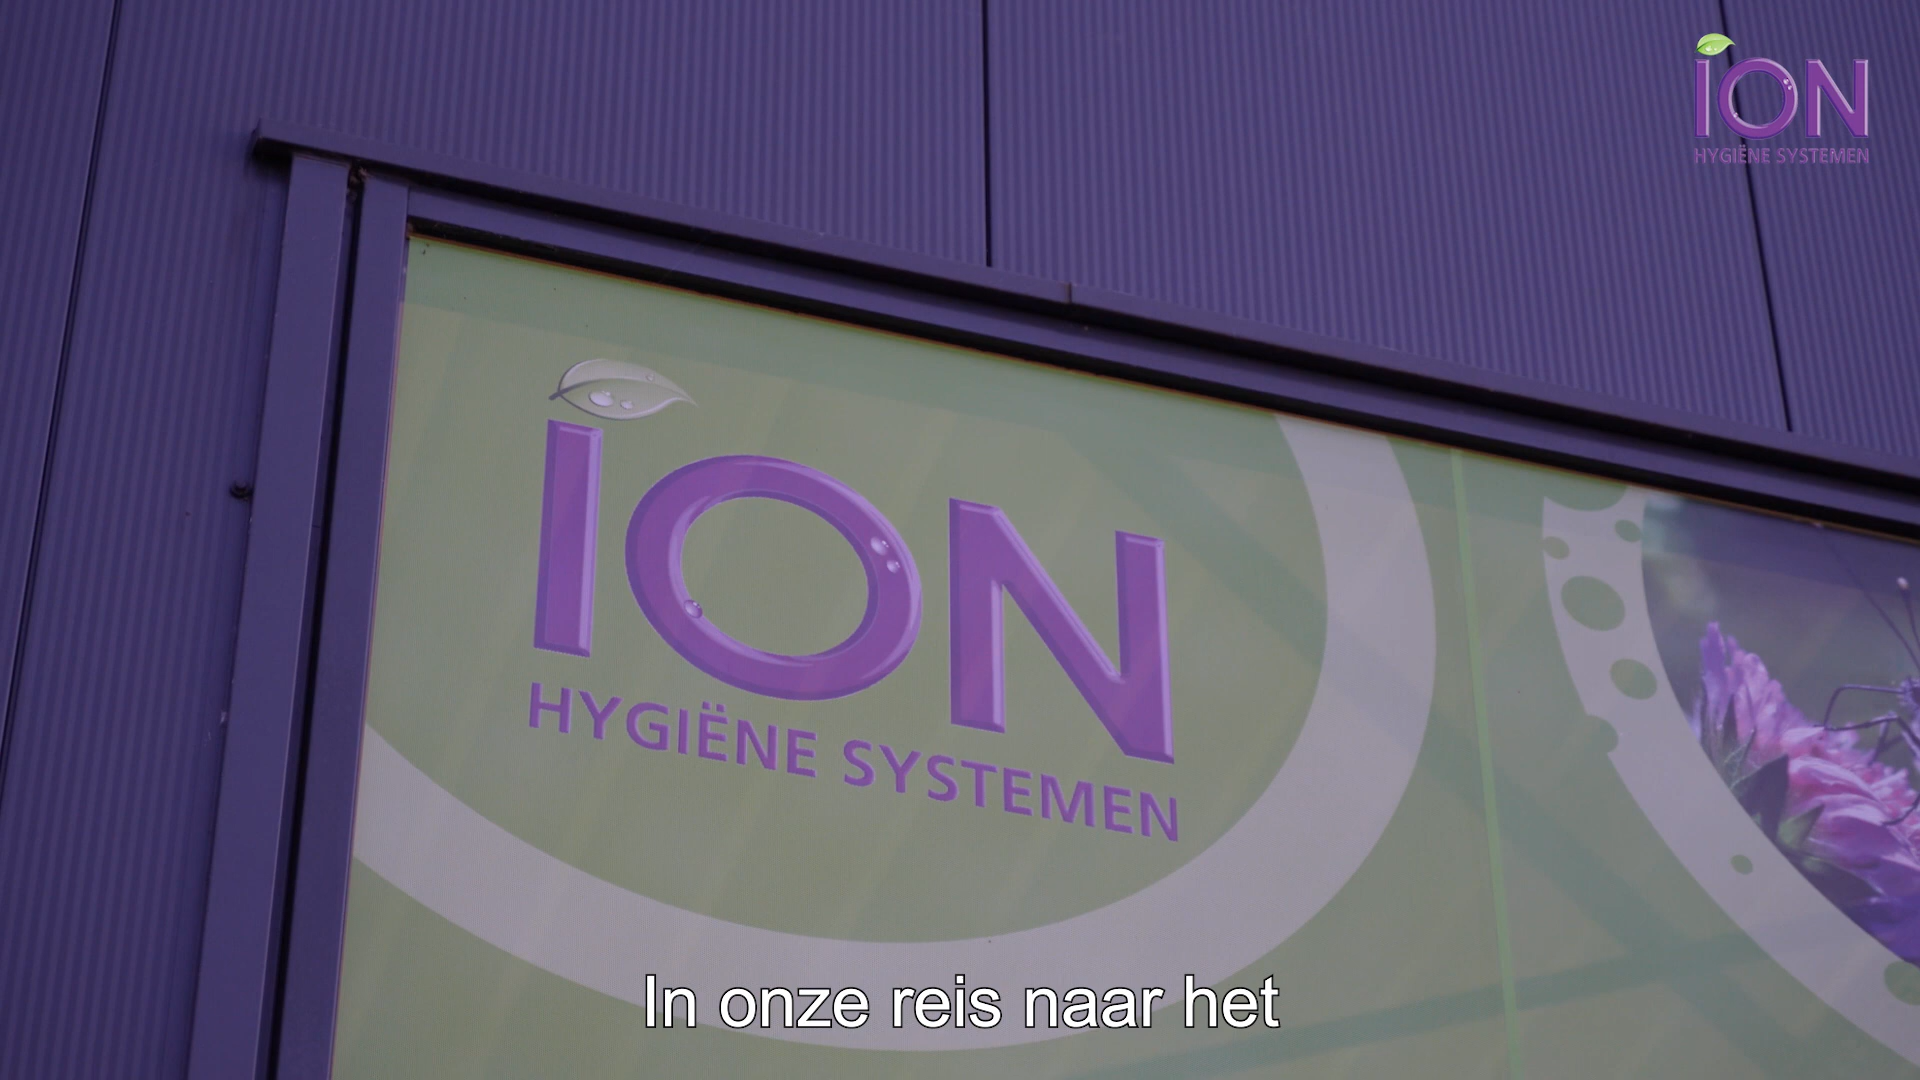 ION
HYGIËNE SYSTEMEN
ION
HYGIËNE SYSTEMEN
In onze reis naar het